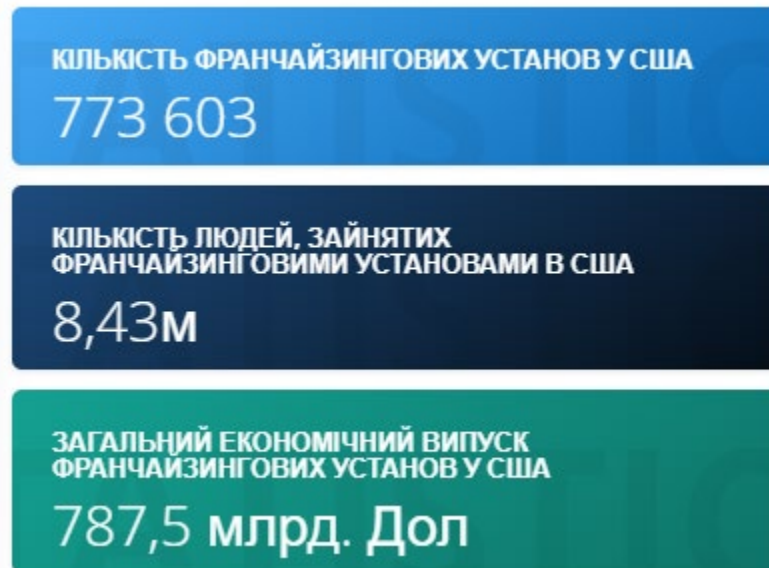 КІЛЬКІСТЬ ФРАНЧАЙЗИНГОВИХ УСТАНОВ У США
773 603
КІЛЬКІСТЬ ЛЮДЕЙ, ЗАЙНЯТИХ
ФРАНЧАЙЗИНГОВИМИ УСТАНОВАМИ В США
8,43м
ЗАГАЛЬНИЙ ЕКОНОМІЧНИЙ ВИПУСК
ФРАНЧАЙЗИНГОВИХ УСТАНОВ У США
787,5 млрд. Дол